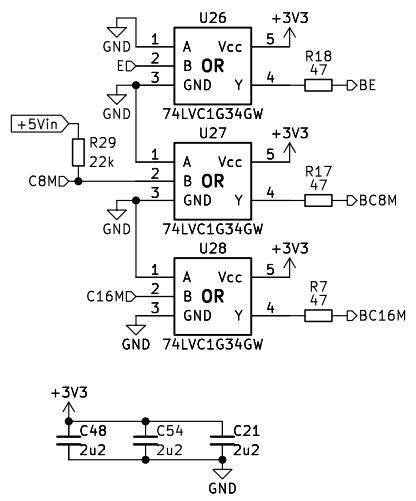 U26
+3V3
GND
1 A Vcc 5
E 2 B OR
R18
47
GND 3 GND Y 4 BE
74LVC1G34GW
+5Vin
R29
22k
U27
+3V3
1 A Vcc 5
C8M 2 B OR
R17
47
GND 3 GND Y 4 BC8M
74LVC1G34GW
U28
+3V3
1 A Vcc 5
C16M 2 B OR
R7
47
3 GND Y 4 BC16M
GND
74LVC1G34GW
+3V3
C48 C54 C21
2u2 2u2 2u2
GND